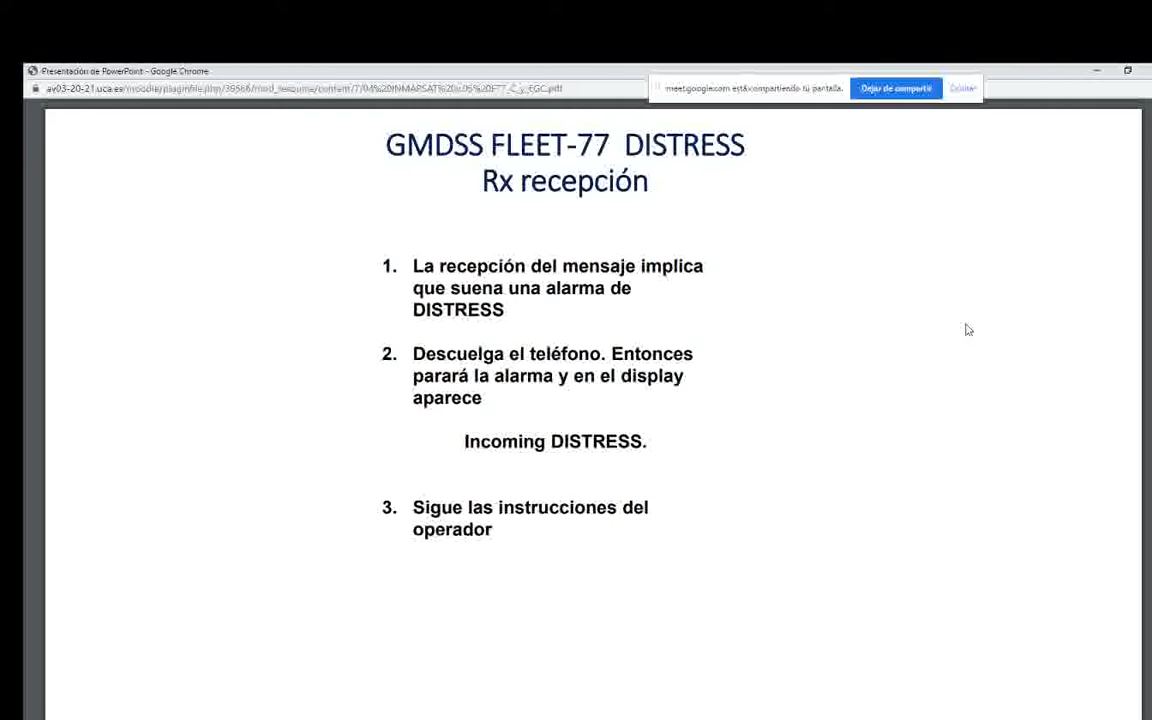 Presentación de PowerPoint - Google Chrome
meet.google.com está compartiendo tu pantalla.
Dejar de compartir
Ocultar
GMDSS FLEET-77 DISTRESS
Rx recepción
1. La recepción del mensaje implica
que suena una alarma de
DISTRESS
2. Descuelga el teléfono. Entonces
parará la alarma y en el display
aparece
Incoming DISTRESS.
3. Sigue las instrucciones del
operador